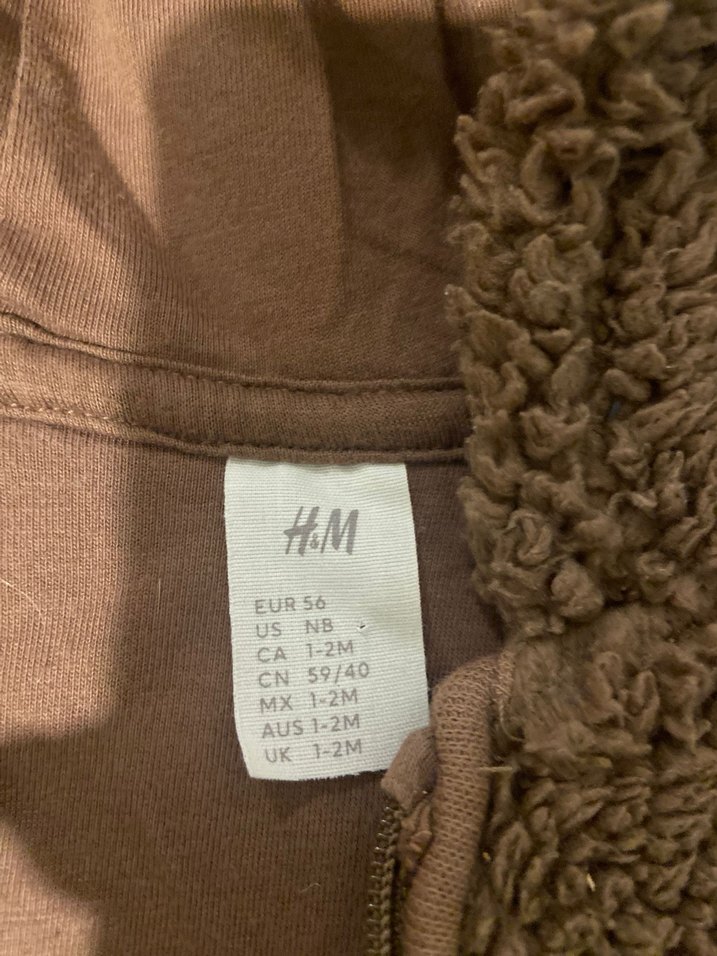 H&M
EUR 56
US NB
CA 1-2M
CN 59/40
MX 1-2M
AUS 1-2M
UK 1-2M